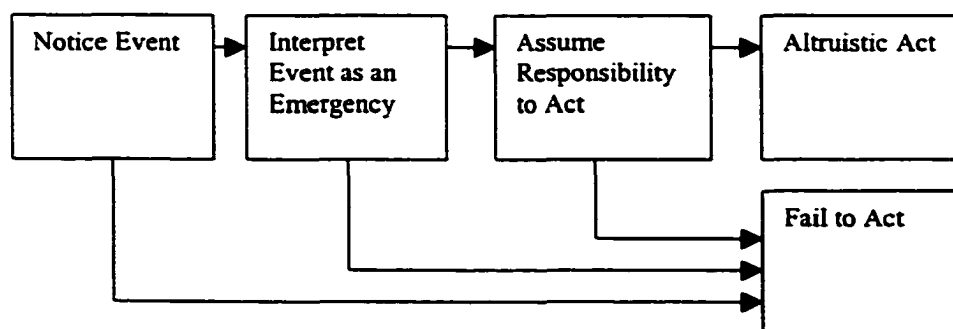 Notice Event
Interpret
Event as an
Emergency
Assume
Responsibility
to Act
Altruistic Act
Fail to Act